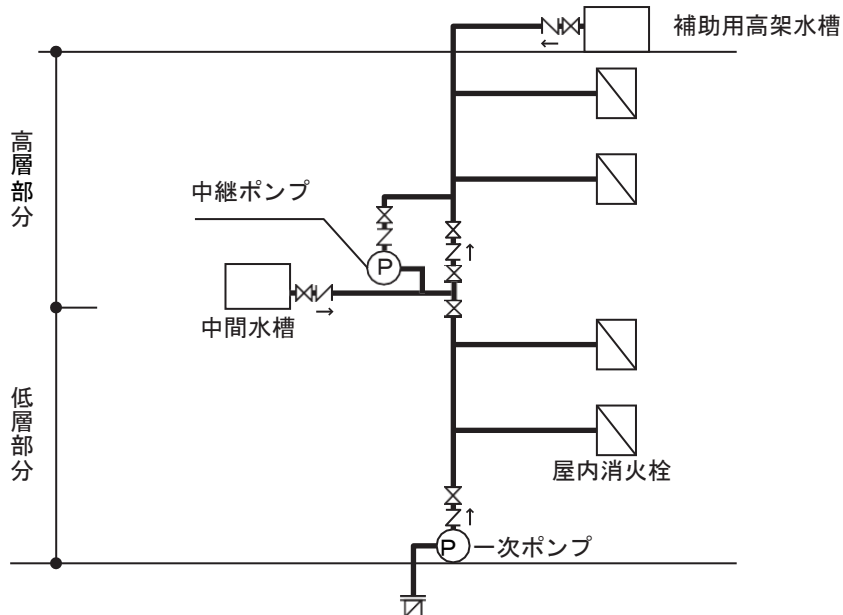 補助用高架水槽
高層部分
中継ポンプ
P
中間水槽
低層部分
屋内消火栓
P
一次ポンプ